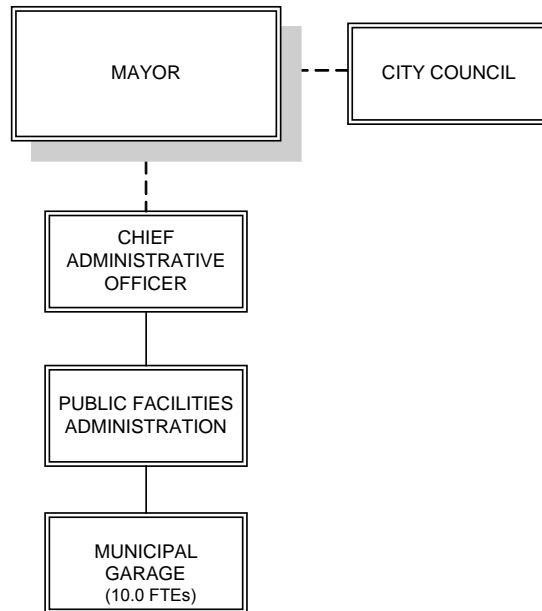 MAYOR
CITY COUNCIL
CHIEF
ADMINISTRATIVE
OFFICER
PUBLIC FACILITIES
ADMINISTRATION
MUNICIPAL
GARAGE
(10.0 FTEs)